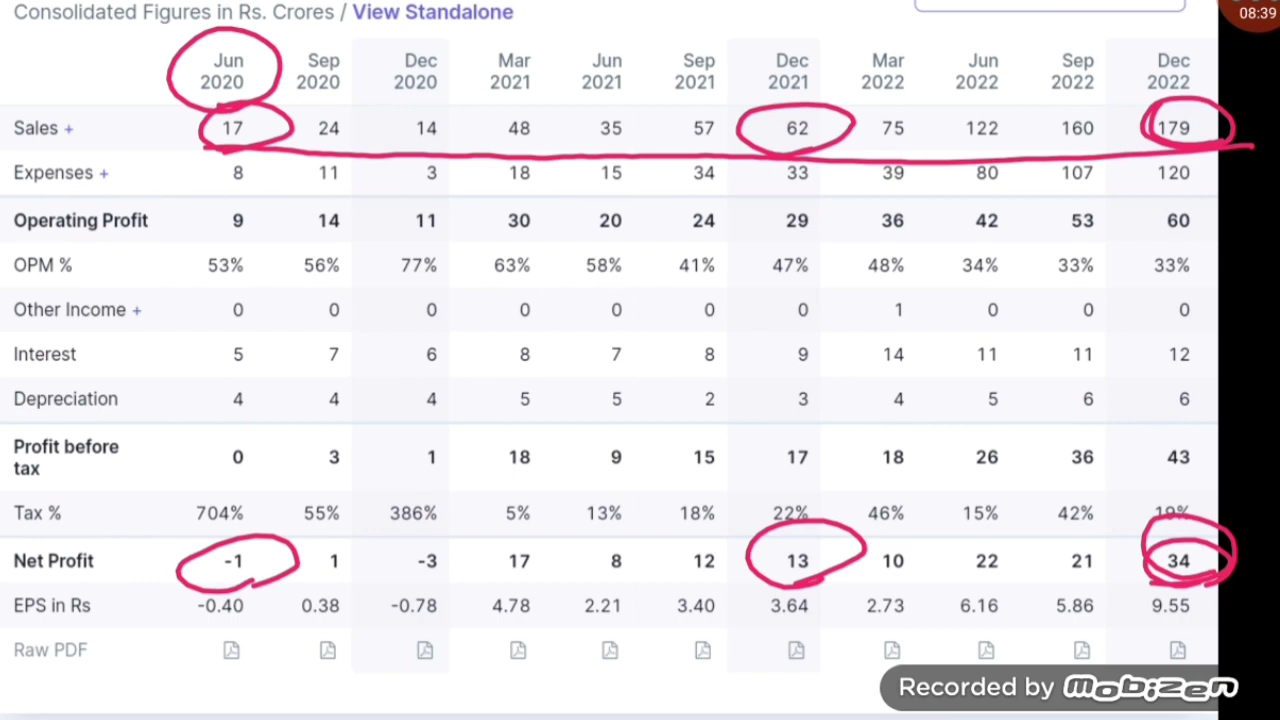 Consolidated Figures in Rs. Crores / View Standalone
08:39
Jun 2020 Sep 2020 Dec 2020 Mar 2021 Jun 2021 Sep 2021 Dec 2021 Mar 2022 Jun 2022 Sep 2022 Dec 2022
Sales + 17 24 14 48 35 57 62 75 122 160 179
Expenses + 8 11 3 18 15 34 33 39 80 107 120
Operating Profit 9 14 11 30 20 24 29 36 42 53 60
OPM % 53% 56% 77% 63% 58% 41% 47% 48% 34% 33% 33%
Other Income + 0 0 0 0 0 0 0 1 0 0 0
Interest 5 7 6 8 7 8 9 14 11 11 12
Depreciation 4 4 4 5 5 2 3 4 5 6 6
Profit before tax 0 3 1 18 9 15 17 18 26 36 43
Tax % 704% 55% 386% 5% 13% 18% 22% 46% 15% 42% 19%
Net Profit -1 1 -3 17 8 12 13 10 22 21 34
EPS in Rs -0.40 0.38 -0.78 4.78 2.21 3.40 3.64 2.73 6.16 5.86 9.55
Raw PDF
Recorded by Mobizen